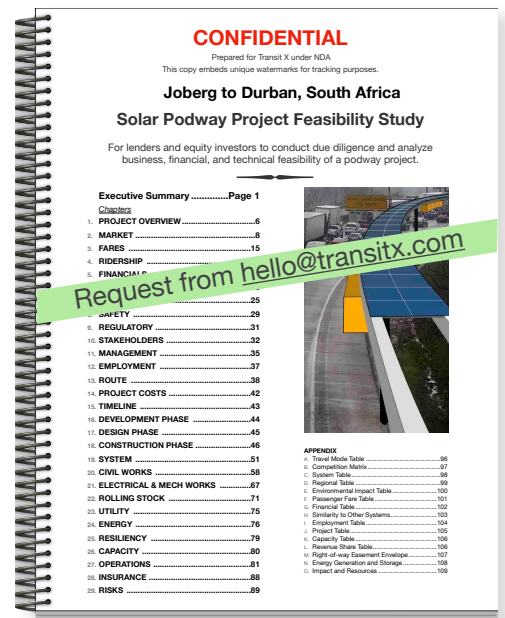 CONFIDENTIAL
Prepared for Transit X under NDA
This copy embeds unique watermarks for tracking purposes.
Joberg to Durban, South Africa
Solar Podway Project Feasibility Study
For lenders and equity investors to conduct due diligence and analyze
business, financial, and technical feasibility of a podway project.
Executive Summary..............Page 1
Chapters
1. PROJECT OVERVIEW....................................6
2. MARKET..................................................8
3. FARES...................................................15
4. RIDERSHIP
5. FINANCIALS
25
8. SAFETY..................................................29
9. REGULATORY.............................................31
10. STAKEHOLDERS........................................32
11. MANAGEMENT..........................................35
12. EMPLOYMENT..........................................37
13. ROUTE..................................................38
14. PROJECT COSTS........................................42
15. TIMELINE...............................................43
16. DEVELOPMENT PHASE..................................44
17. DESIGN PHASE..........................................45
18. CONSTRUCTION PHASE.................................46
19. SYSTEM.................................................51
20. CIVIL WORKS...........................................58
21. ELECTRICAL & MECH WORKS............................67
22. ROLLING STOCK........................................71
23. UTILITY.................................................75
24. ENERGY.................................................76
25. RESILIENCY.............................................79
26. CAPACITY...............................................80
27. OPERATIONS.............................................81
28. INSURANCE..............................................88
29. RISKS...................................................89
Request from hello@transitx.com
APPENDIX
A. Travel Mode Table.......................................96
B. Competition Matrix......................................97
C. System Table............................................98
D. Regional Table..........................................99
E. Environmental Impact Table............................100
F. Passenger Fare Table...................................101
G. Financial Table.........................................102
H. Similarity to Other Systems............................103
I. Employment Table.......................................104
J. Project Table...........................................105
K. Capacity Table..........................................106
L. Revenue Share Table....................................106
M. Right-of-way Easement Envelope.......................107
N. Energy Generation and Storage.........................108
O. Impact and Resources...................................109